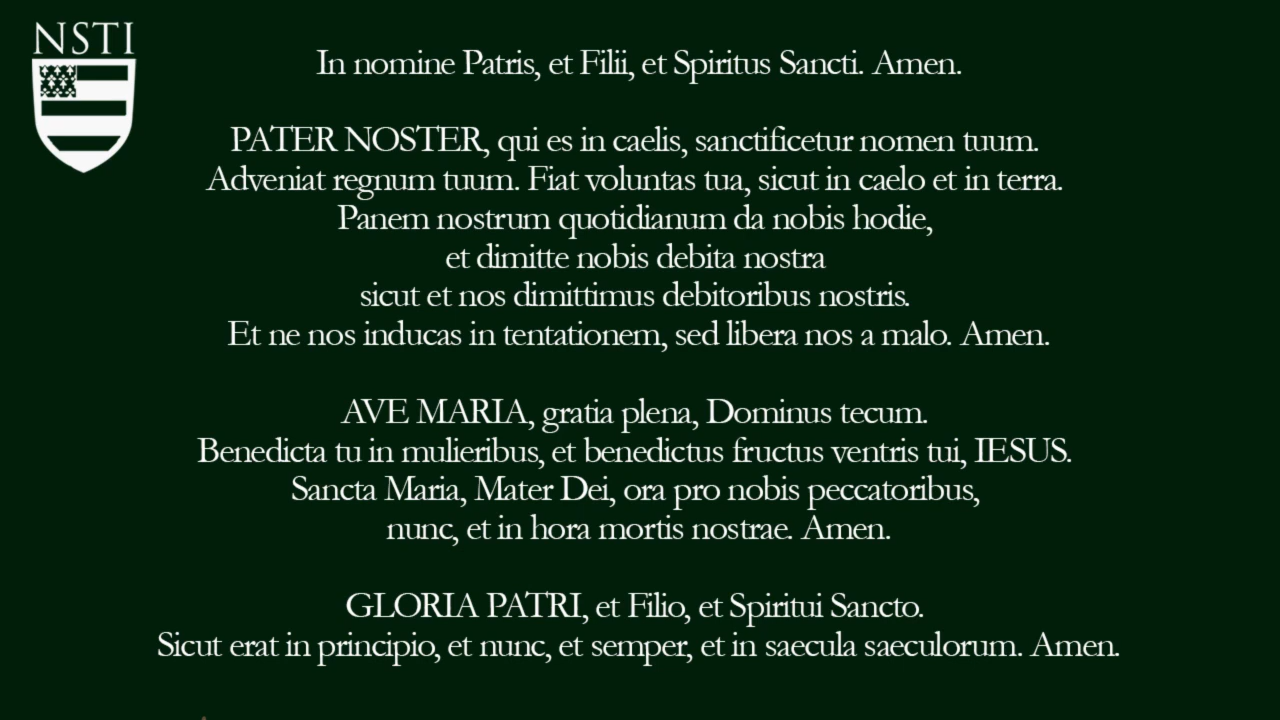 NSTI
In nomine Patris, et Filii, et Spiritus Sancti. Amen.
PATER NOSTER, qui es in caelis, sanctificetur nomen tuum.
Adveniat regnum tuum. Fiat voluntas tua, sicut in caelo et in terra.
Panem nostrum quotidianum da nobis hodie,
et dimitte nobis debita nostra
sicut et nos dimittimus debitoribus nostris.
Et ne nos inducas in tentationem, sed libera nos a malo. Amen.
AVE MARIA, gratia plena, Dominus tecum.
Benedicta tu in mulieribus, et benedictus fructus ventris tui, IESUS.
Sancta Maria, Mater Dei, ora pro nobis peccatoribus,
nunc, et in hora mortis nostrae. Amen.
GLORIA PATRI, et Filio, et Spiritui Sancto.
Sicut erat in principio, et nunc, et semper, et in saecula saeculorum. Amen.